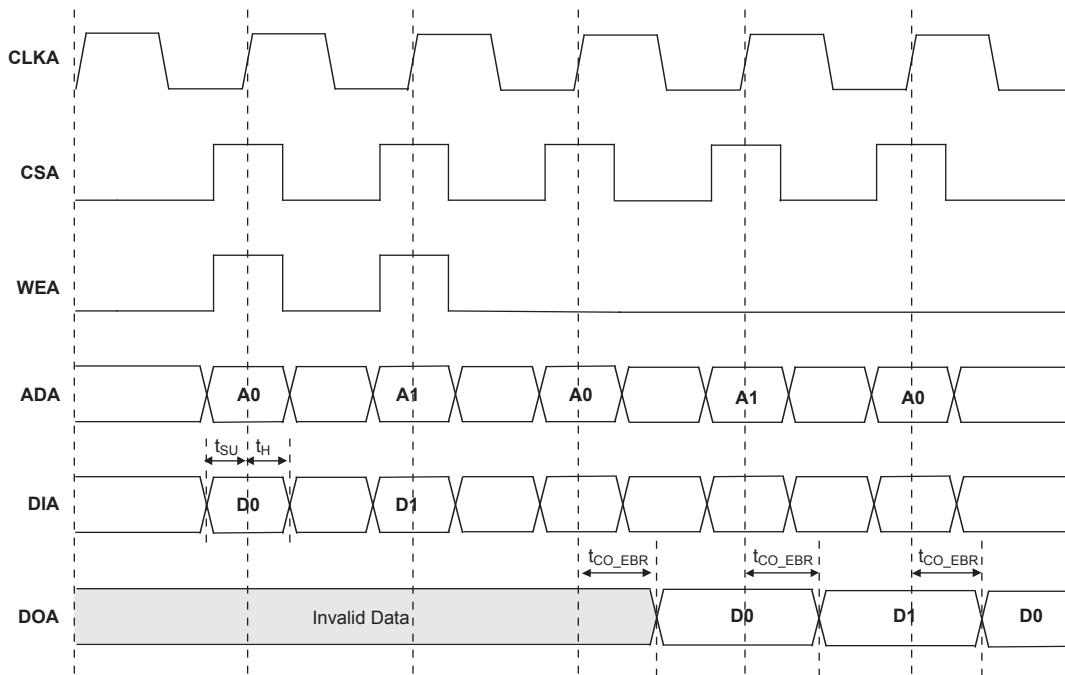 CLKA
CSA
WEA
ADA A0 A1 A0 A1 A0
tSU tH
DIA D0 D1
tCO_EBR tCO_EBR tCO_EBR
DOA Invalid Data D0 D1 D0